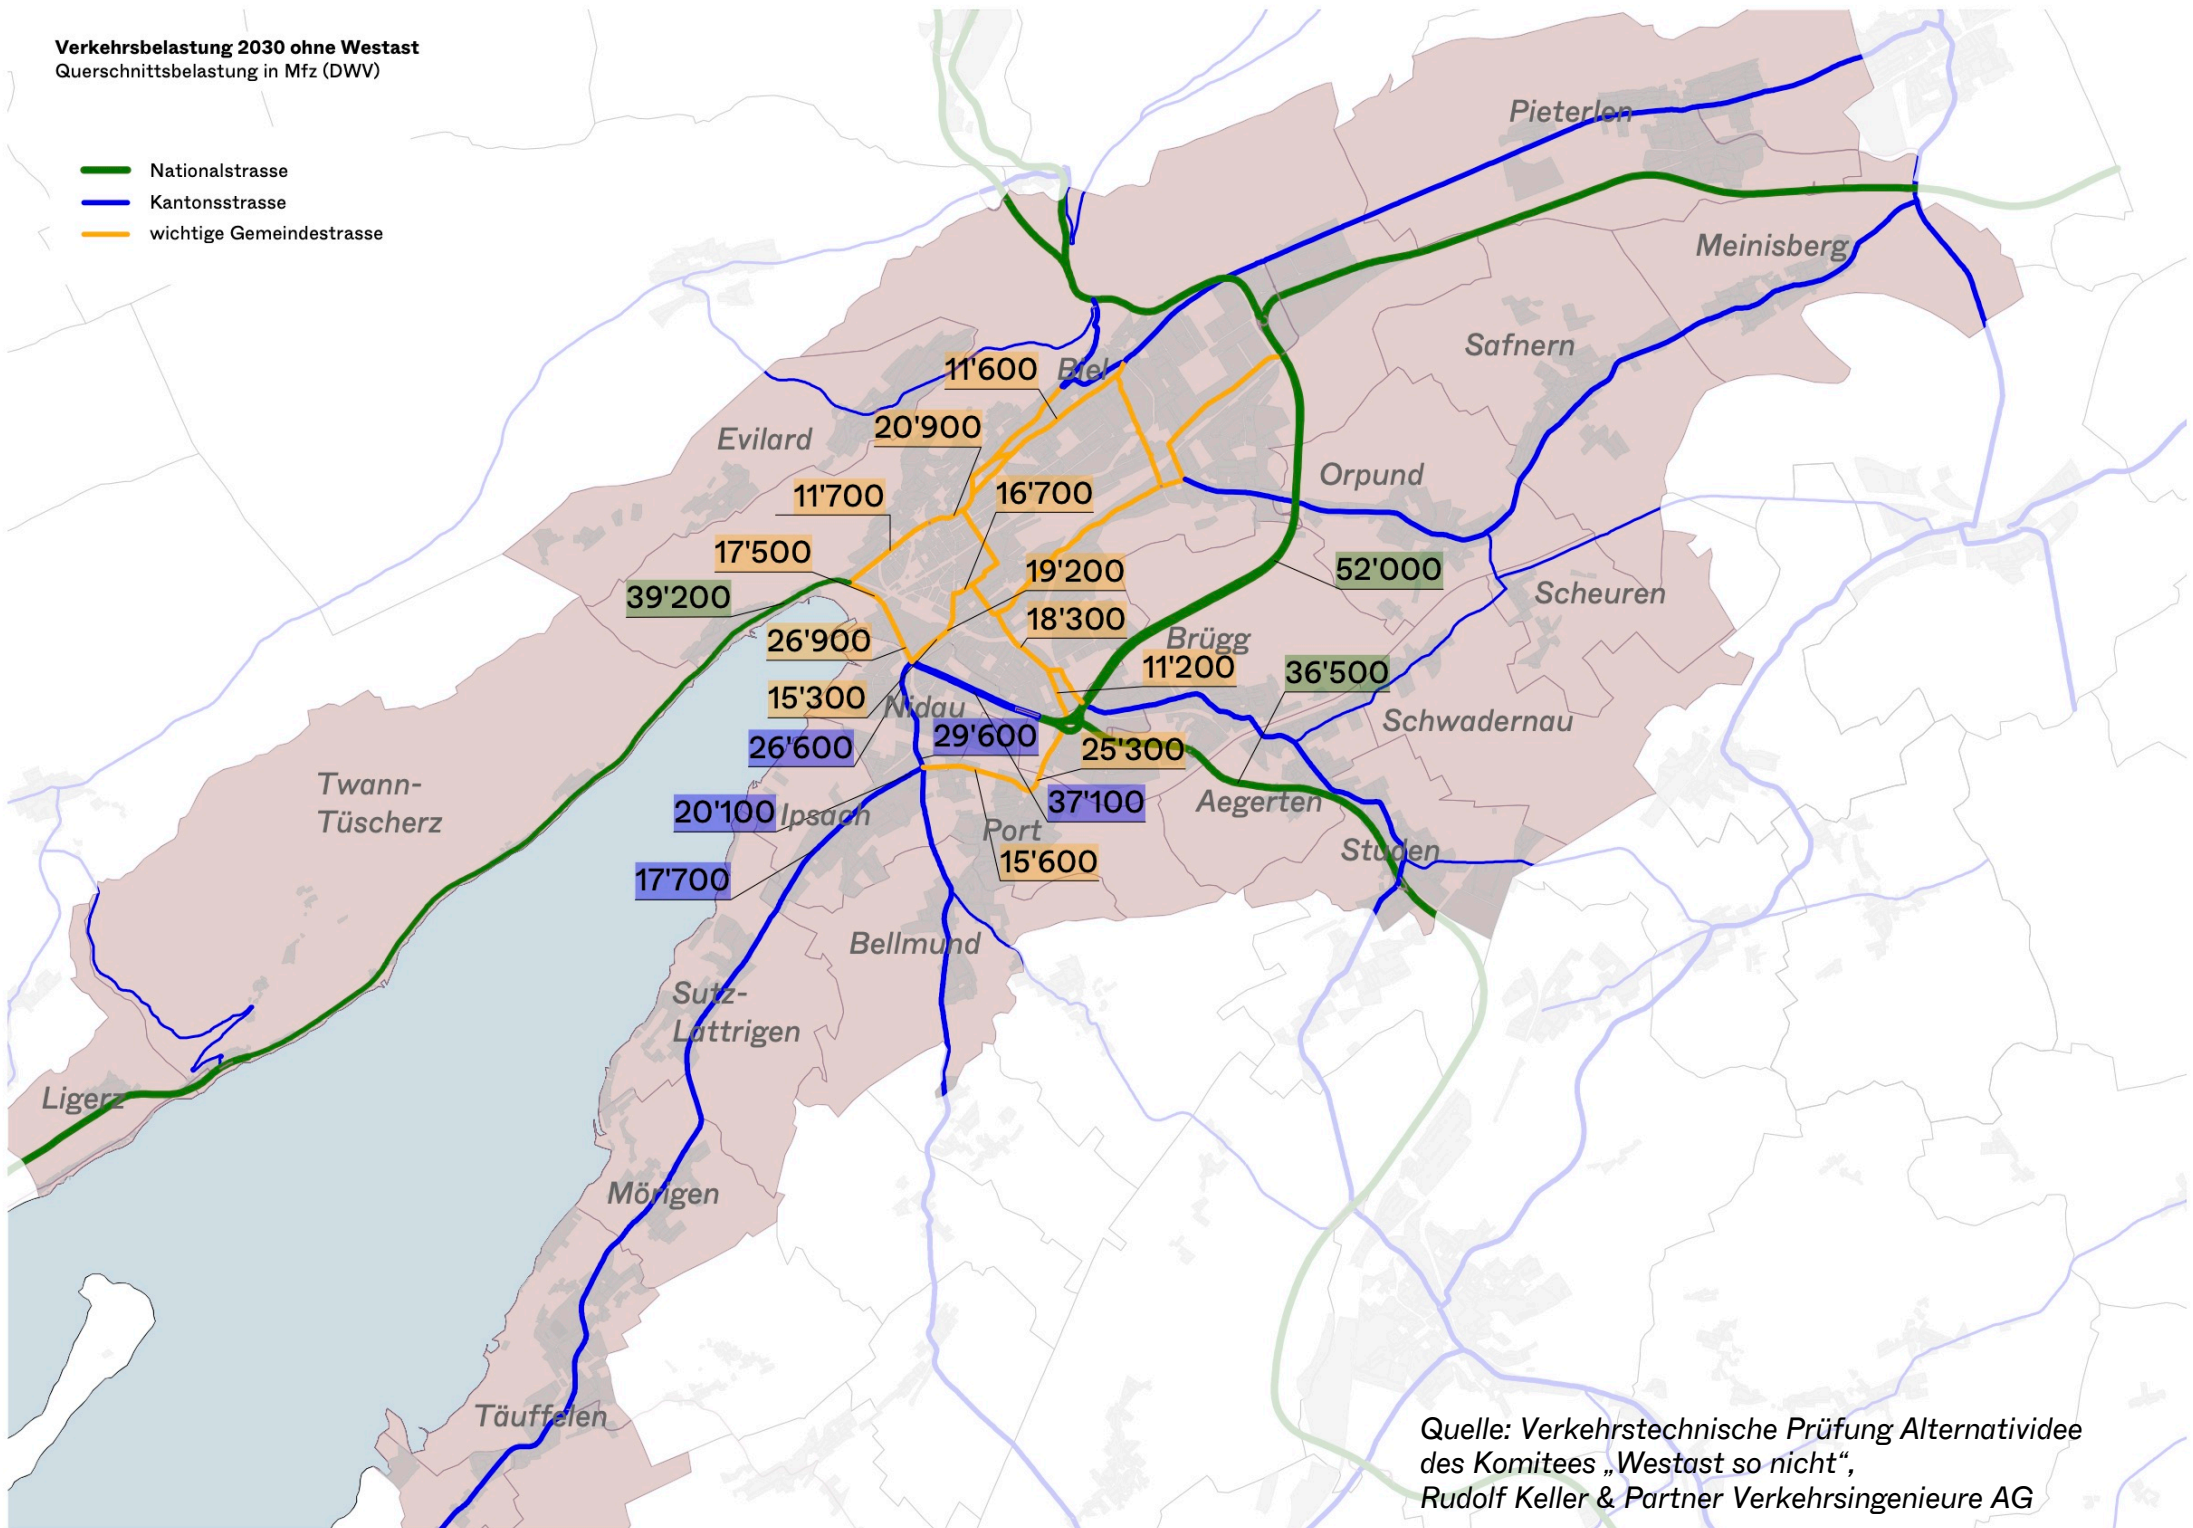 Verkehrsbelastung 2030 ohne Westast
Querschnittsbelastung in Mfz (DWV)
Nationalstrasse
Kantonsstrasse
wichtige Gemeindestrasse
Pieterlen
Meinisberg
Safnern
Biel
11'600
20'900
Evilard
Orpund
11'700
16'700
17'500
19'200
52'000
39'200
Scheuren
18'300
26'900
Brügg
11'200
36'500
15'300
Nidau
Schwadernau
26'600
29'600
25'300
Twann-
Tüscherz
20'100
Ipsach
37'100
Aegerten
Port
Studen
15'600
17'700
Bellmund
Sutz-
Lattrigen
Ligerz
Mörigen
Täuffelen
Quelle: Verkehrstechnische Prüfung Alternatividee
des Komitees „Westast so nicht“,
Rudolf Keller & Partner Verkehrsingenieure AG